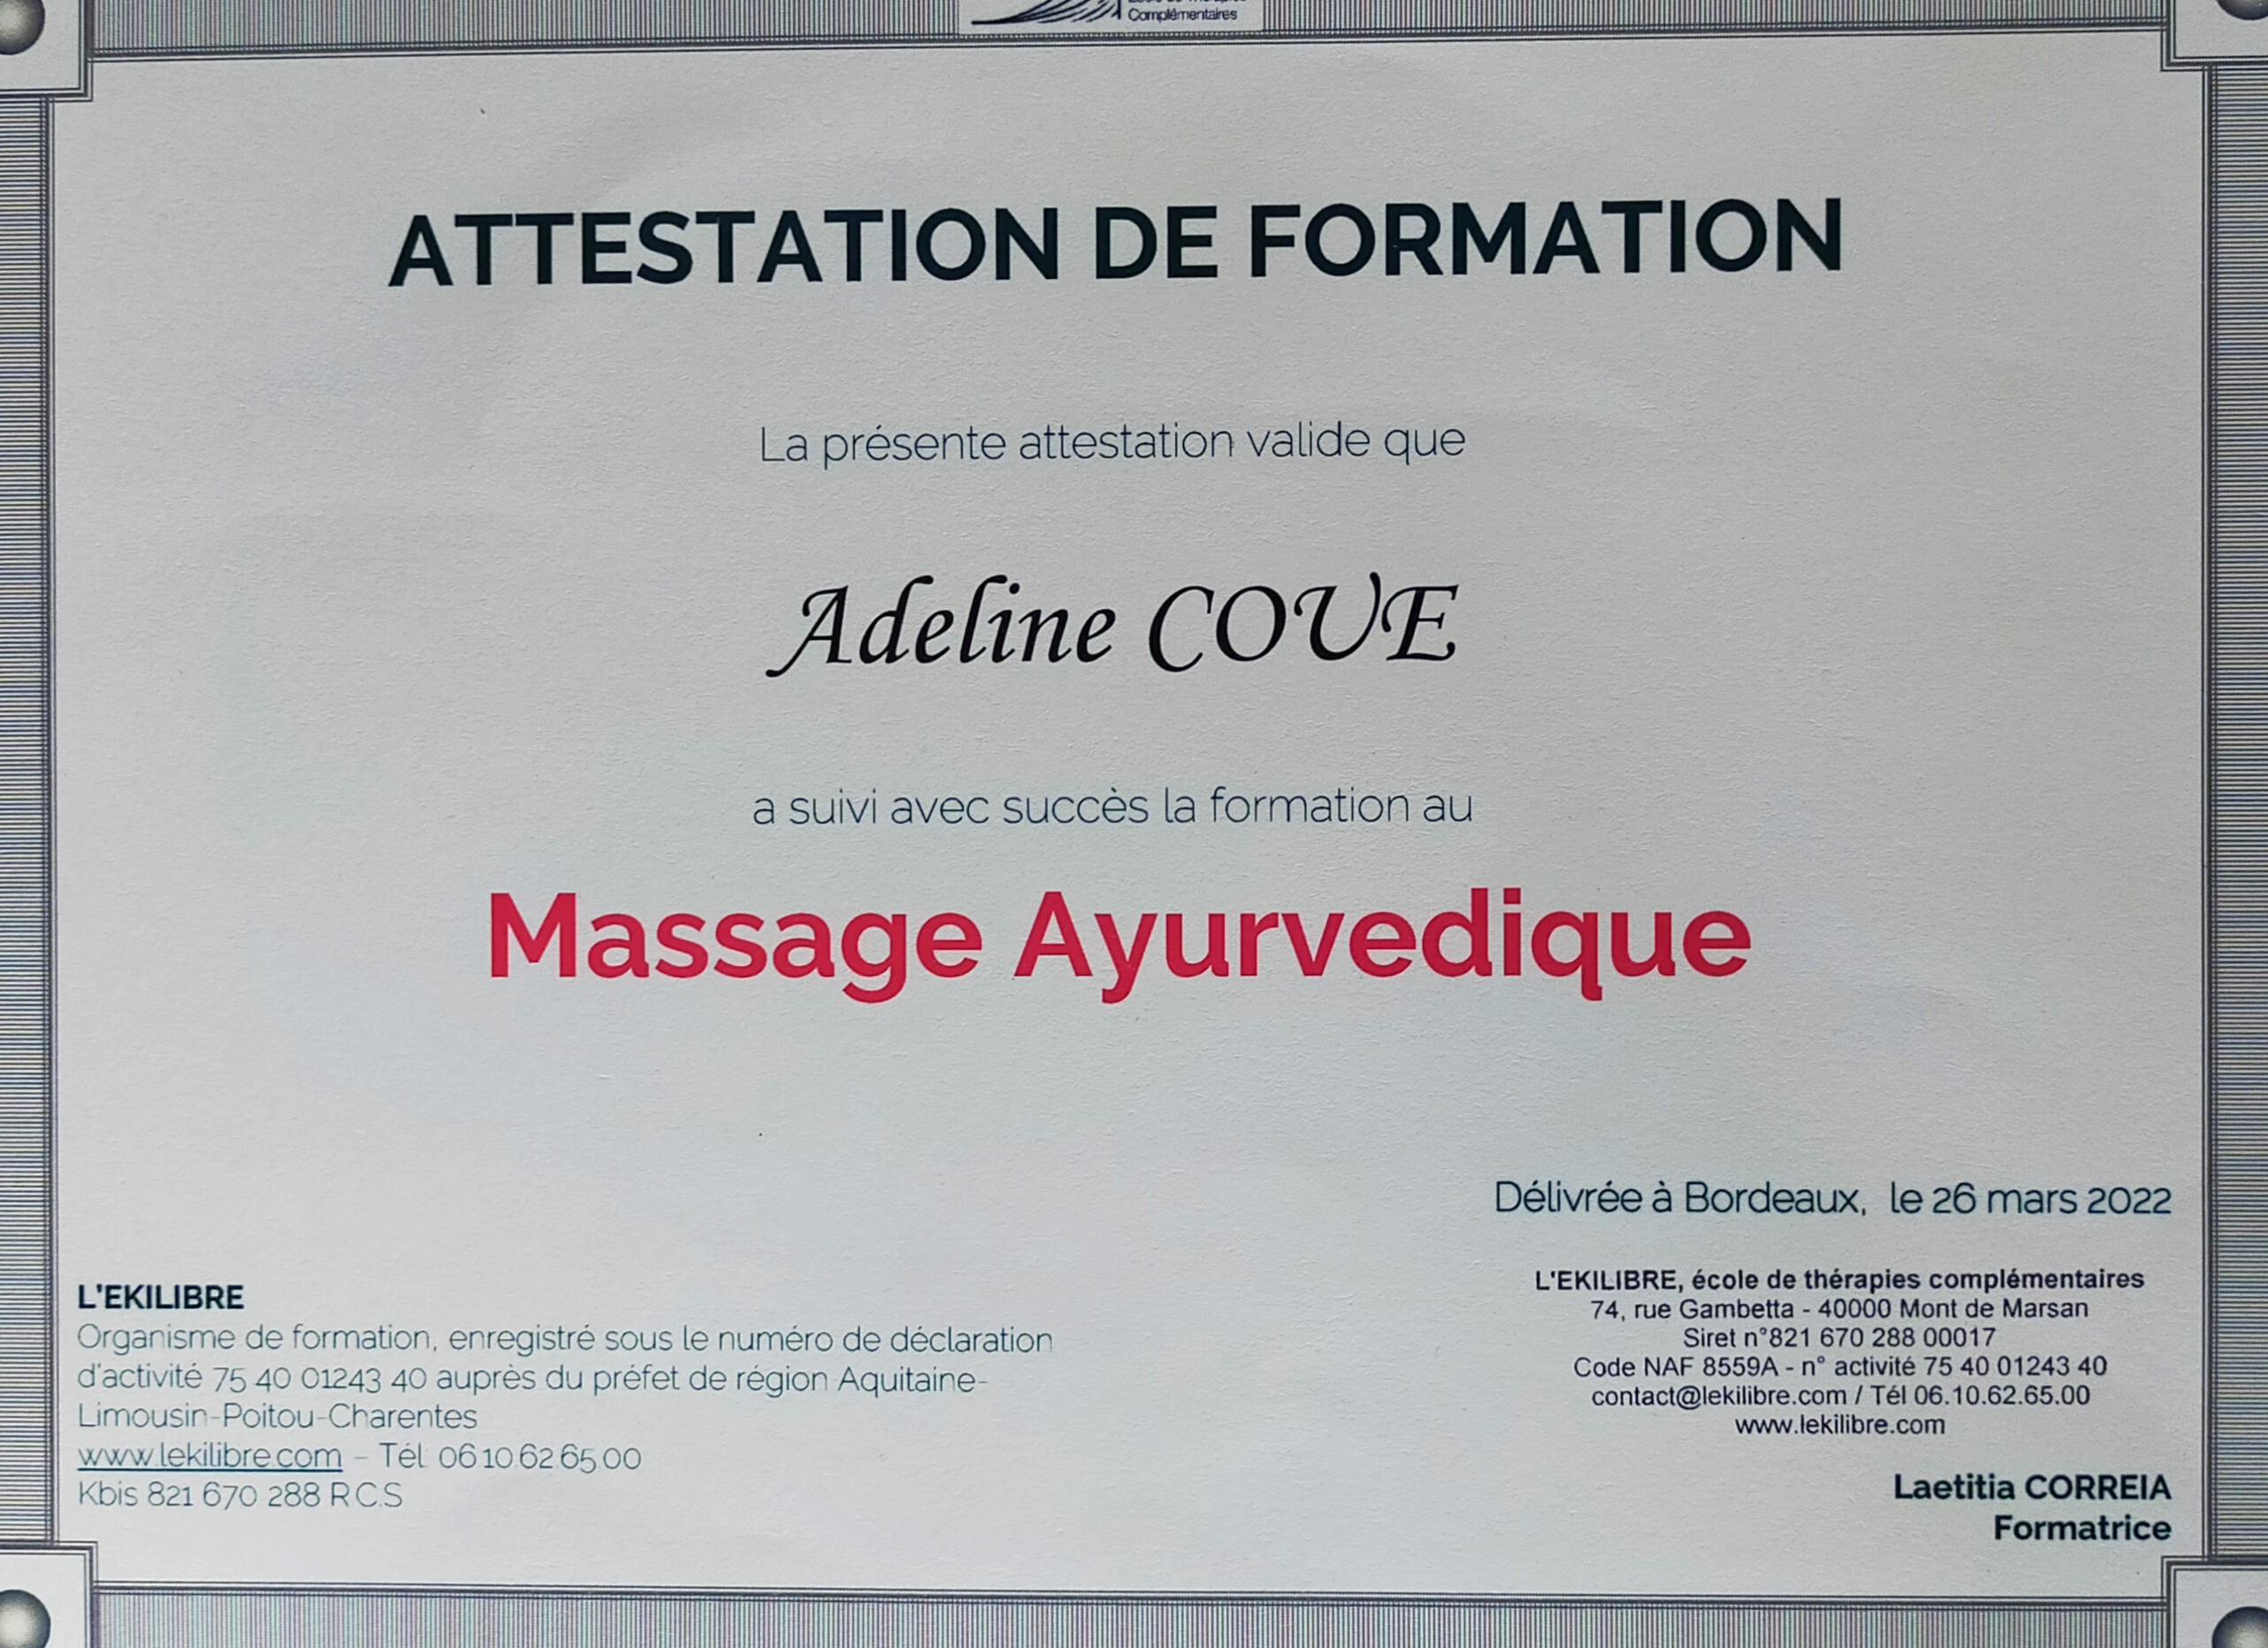 Complémentaires
ATTESTATION DE FORMATION
La présente attestation valide que
Adeline COUE
a suivi avec succès la formation au
Massage Ayurvedique
Délivrée à Bordeaux, le 26 mars 2022
L'EKILIBRE
Organisme de formation, enregistré sous le numéro de déclaration
d'activité 75 40 01243 40 auprès du préfet de région Aquitaine-
Limousin-Poitou-Charentes
www.lekilibre.com – Tél. 06.10.62.65.00
Kbis 821 670 288 R.C.S
L'EKILIBRE, école de thérapies complémentaires
74, rue Gambetta - 40000 Mont de Marsan
Siret n°821 670 288 00017
Code NAF 8559A - n° activité 75 40 01243 40
contact@lekilibre.com / Tél 06.10.62.65.00
www.lekilibre.com
Laetitia CORREIA
Formatrice